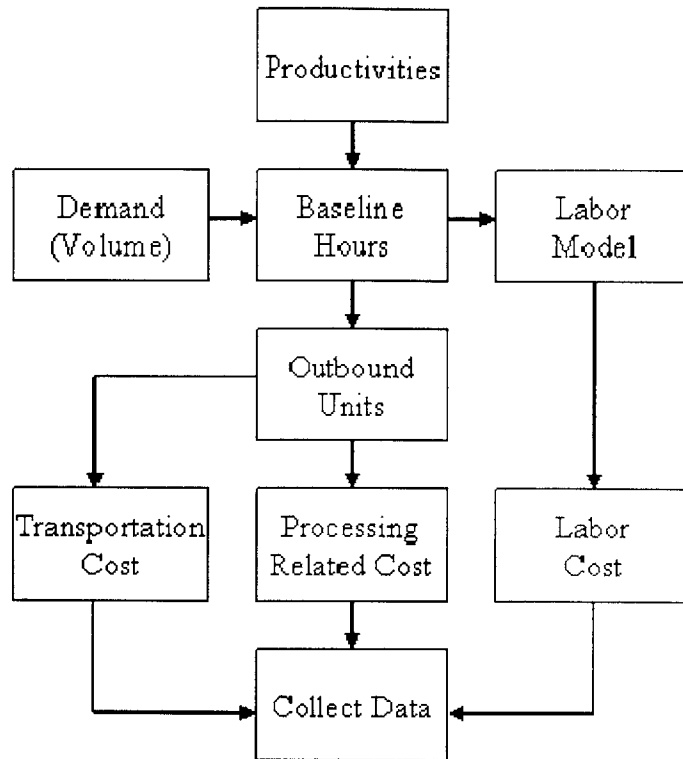 Productivities
Demand
(Volume)
Baseline
Hours
Labor
Model
Outbound
Units
Transportation
Cost
Processing
Related Cost
Labor
Cost
Collect Data